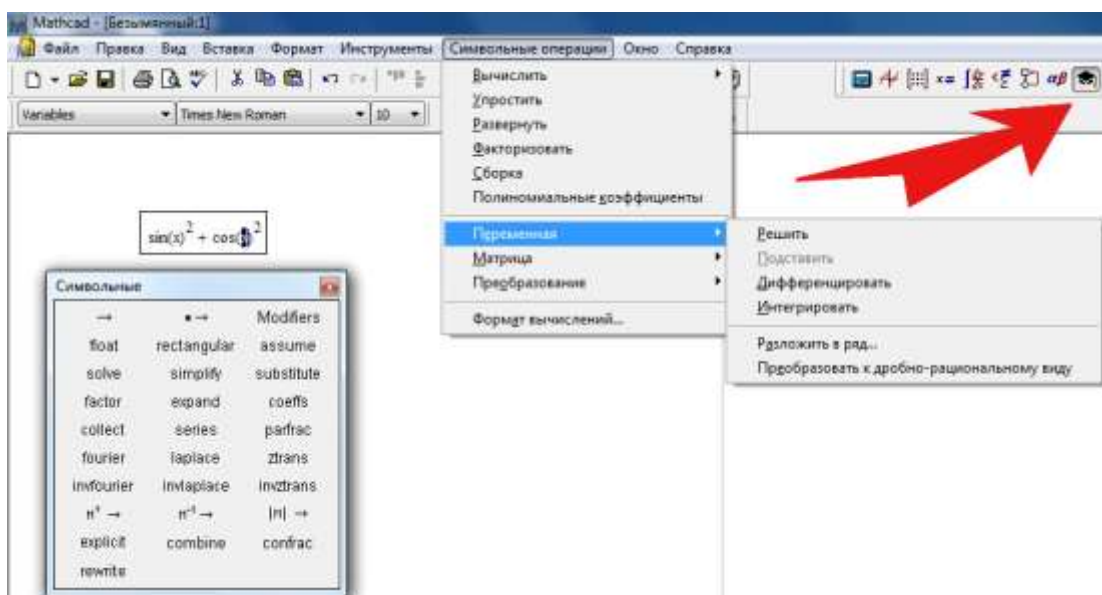 Mathcad - [Безымянный:1]
Файл Правка Вид Вставка Формат Инструменты Символьные операции Окно Справка
Variables Times New Roman 10
Вычислить
Упростить
Развернуть
Факторизовать
Сборка
Полиномиальные коэффициенты
Переменная
Матрица
Преобразование
Формат вычислений...
Решить
Подставить
Дифференцировать
Интегрировать
Разложить в ряд...
Преобразовать к дробно-рациональному виду
sin(x)² + cos(x)²
Символьные
→ ▪→ Modifiers
float rectangular assume
solve simplify substitute
factor expand coeffs
collect series parfrac
fourier laplace ztrans
invfourier invlaplace invztrans
mᵀ → m⁻¹ → |m| →
explicit combine confrac
rewrite